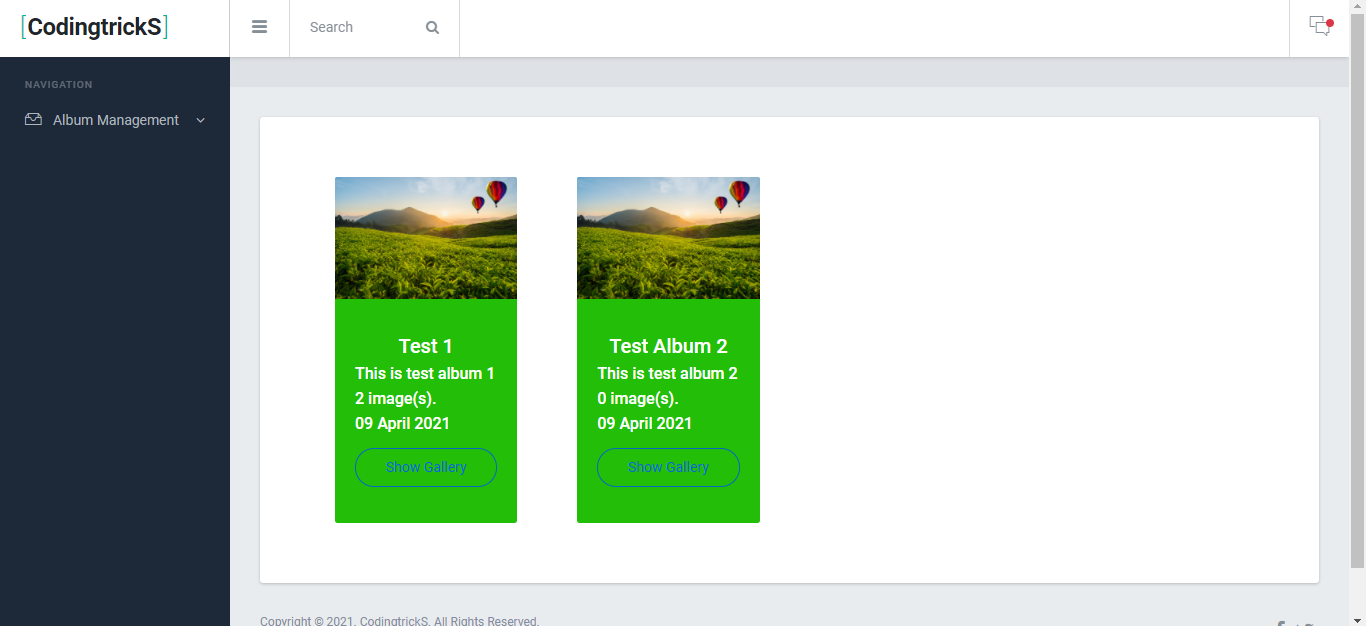 [CodingtrickS]
Search
NAVIGATION
Album Management
Test 1
This is test album 1
2 image(s).
09 April 2021
Show Gallery
Test Album 2
This is test album 2
0 image(s).
09 April 2021
Show Gallery
Copyright © 2021. CodingtrickS. All Rights Reserved.